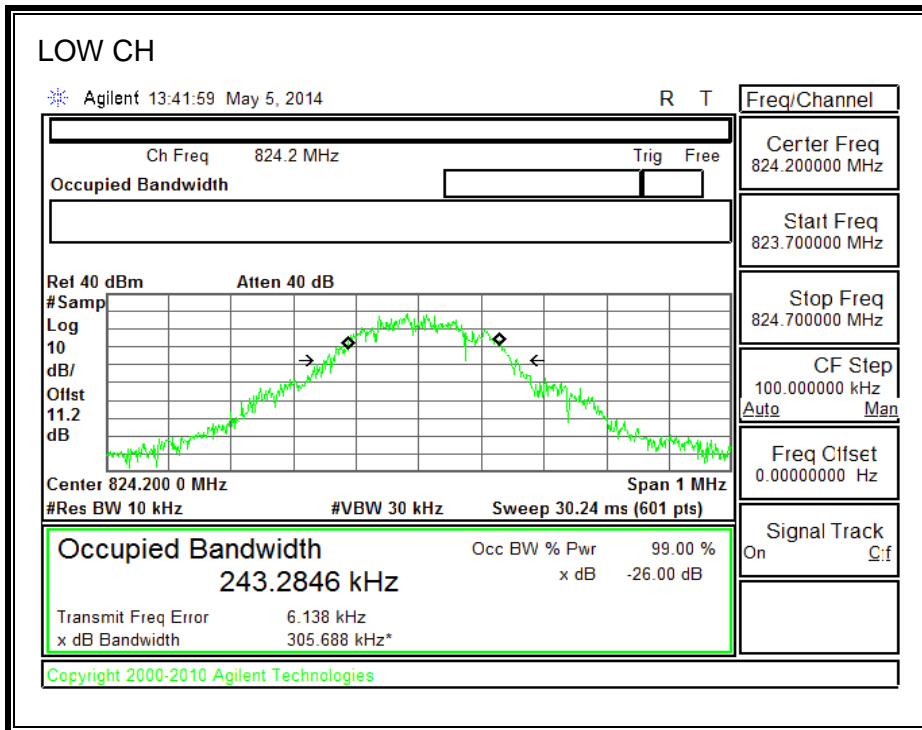 LOW CH
Agilent 13:41:59 May 5, 2014 R T
Freq/Channel
Ch Freq 824.2 MHz Trig Free
Occupied Bandwidth
Center Freq
824.200000 MHz
Start Freq
823.700000 MHz
Stop Freq
824.700000 MHz
CF Step
100.000000 kHz
Auto Man
Freq Offset
0.00000000 Hz
Signal Track
On Off
Ref 40 dBm Atten 40 dB
#Samp
Log
10
dB/
Offst
11.2
dB
Center 824.200 0 MHz Span 1 MHz
#Res BW 10 kHz #VBW 30 kHz Sweep 30.24 ms (601 pts)
Occupied Bandwidth Occ BW % Pwr 99.00 %
243.2846 kHz x dB -26.00 dB
Transmit Freq Error 6.138 kHz
x dB Bandwidth 305.688 kHz*
Copyright 2000-2010 Agilent Technologies